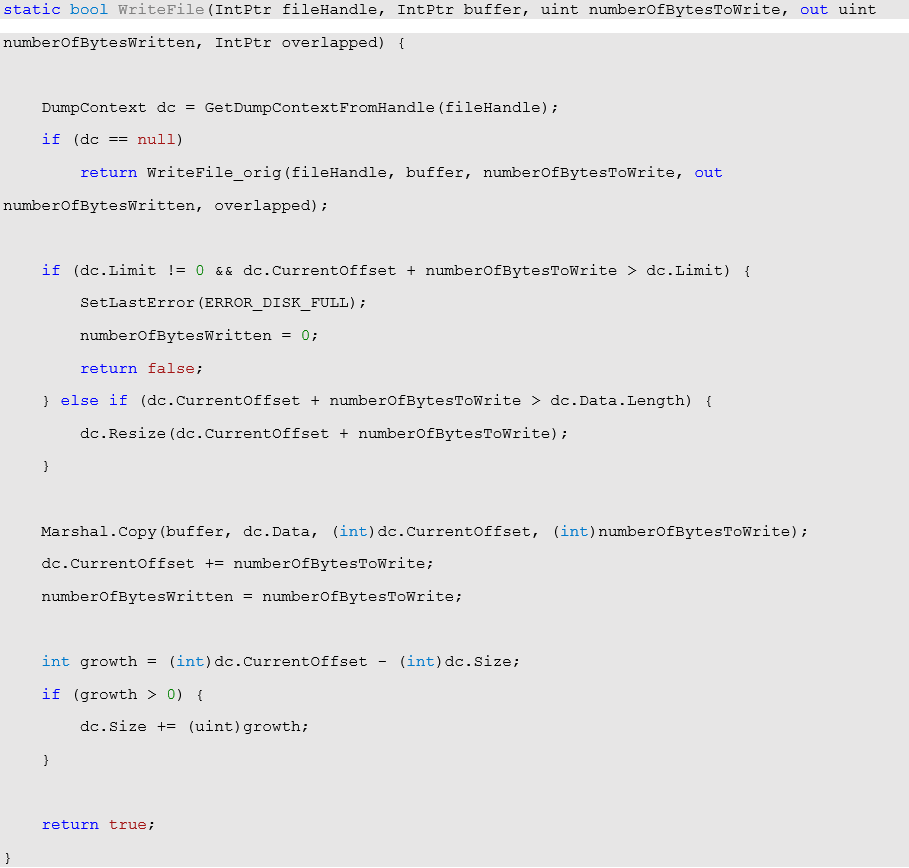 static bool WriteFile(IntPtr fileHandle, IntPtr buffer, uint numberOfBytesToWrite, out uint
numberOfBytesWritten, IntPtr overlapped) {
    DumpContext dc = GetDumpContextFromHandle(fileHandle);
    if (dc == null)
        return WriteFile_orig(fileHandle, buffer, numberOfBytesToWrite, out
numberOfBytesWritten, overlapped);
    if (dc.Limit != 0 && dc.CurrentOffset + numberOfBytesToWrite > dc.Limit) {
        SetLastError(ERROR_DISK_FULL);
        numberOfBytesWritten = 0;
        return false;
    } else if (dc.CurrentOffset + numberOfBytesToWrite > dc.Data.Length) {
        dc.Resize(dc.CurrentOffset + numberOfBytesToWrite);
    }
    Marshal.Copy(buffer, dc.Data, (int)dc.CurrentOffset, (int)numberOfBytesToWrite);
    dc.CurrentOffset += numberOfBytesToWrite;
    numberOfBytesWritten = numberOfBytesToWrite;
    int growth = (int)dc.CurrentOffset - (int)dc.Size;
    if (growth > 0) {
        dc.Size += (uint)growth;
    }
    return true;
}